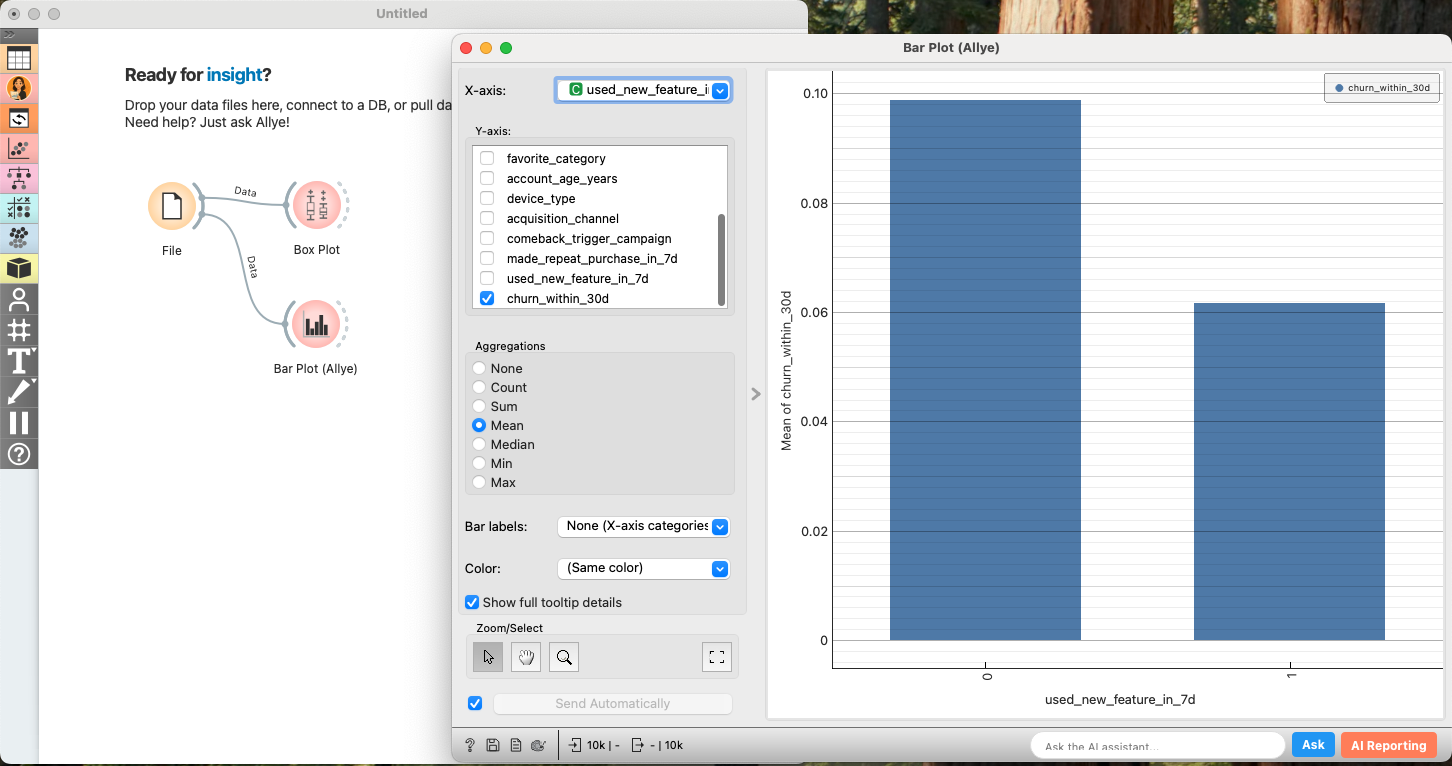 Untitled
Ready for insight?
Drop your data files here, connect to a DB, or pull da
Need help? Just ask Allye!
Data
File
Box Plot
Data
Bar Plot (Allye)
Bar Plot (Allye)
X-axis:
C used_new_feature_i
Y-axis:
favorite_category
account_age_years
device_type
acquisition_channel
comeback_trigger_campaign
made_repeat_purchase_in_7d
used_new_feature_in_7d
churn_within_30d
Aggregations
None
Count
Sum
Mean
Median
Min
Max
Bar labels:
None (X-axis categories
Color:
(Same color)
Show full tooltip details
Zoom/Select
Send Automatically
10k | -
- | 10k
churn_within_30d
Mean of churn_within_30d
0.10
0.08
0.06
0.04
0.02
0
0
1
used_new_feature_in_7d
Ask the AI assistant...
Ask
AI Reporting